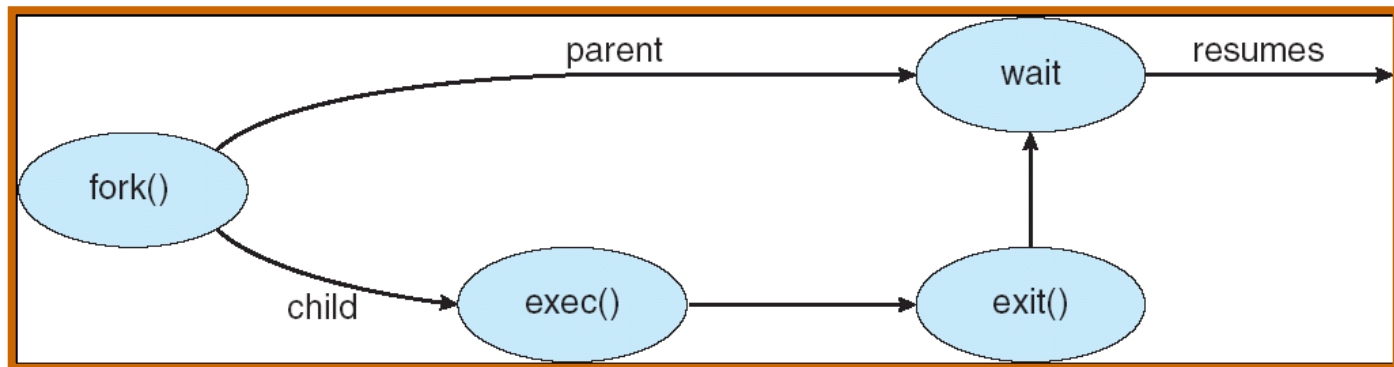 parent
wait
resumes
fork()
child
exec()
exit()